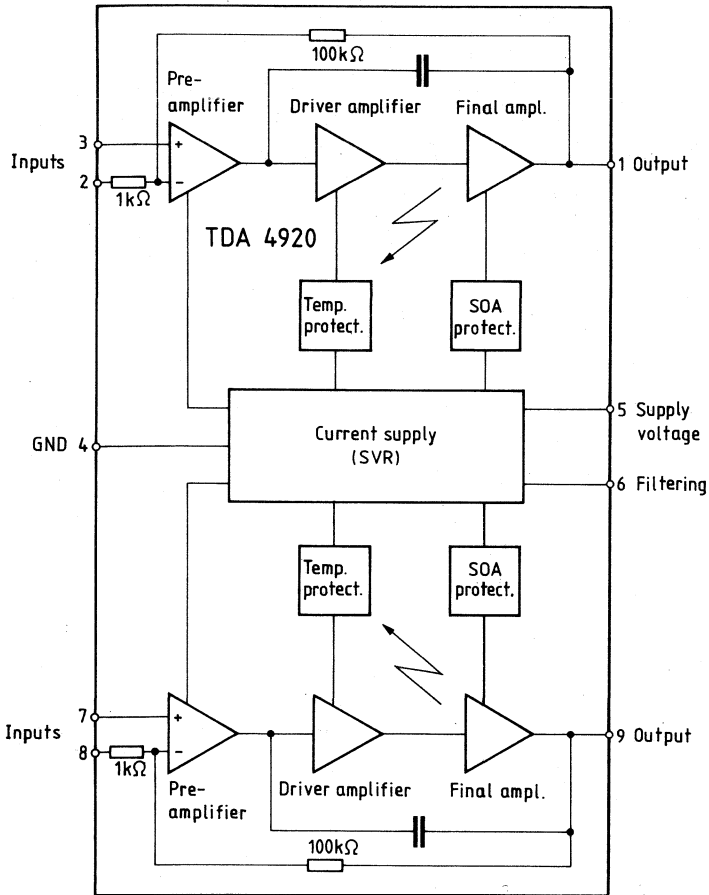 100kΩ
Pre-
amplifier
Driver amplifier
Final ampl.
3
+
Inputs
1 Output
2
-
1kΩ
TDA 4920
Temp.
protect.
SOA
protect.
5 Supply
voltage
Current supply
(SVR)
GND 4
6 Filtering
Temp.
protect.
SOA
protect.
7
+
Inputs
9 Output
8
-
1kΩ
Pre-
amplifier
Driver amplifier
Final ampl.
100kΩ